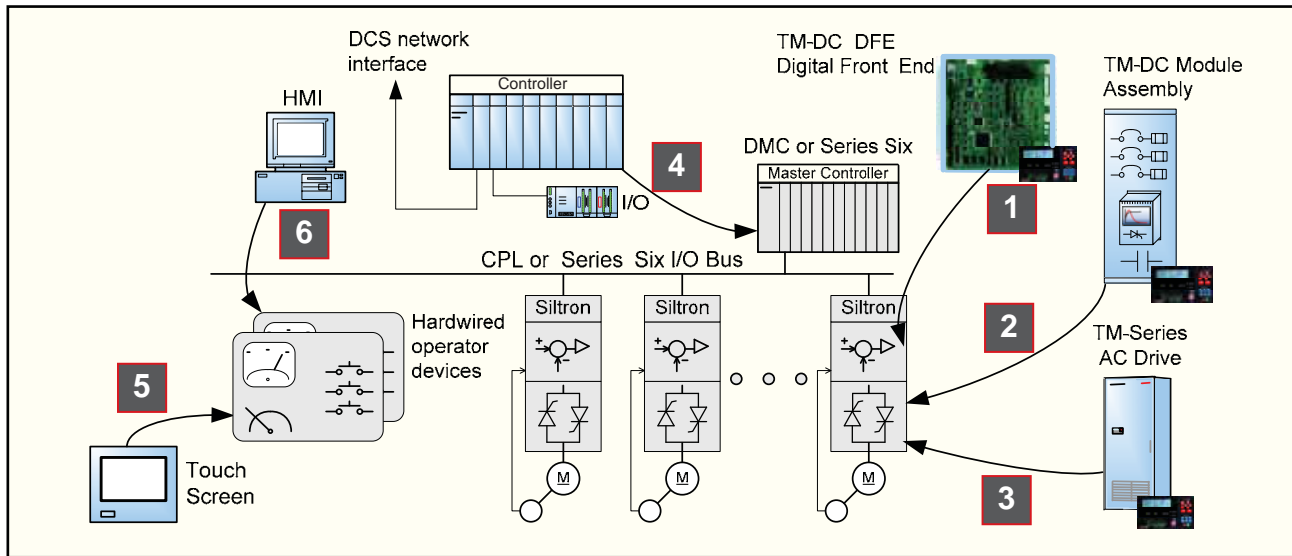 DCS network
interface
HMI
Controller
I/O
4
DMC or Series Six
Master Controller
TM-DC DFE
Digital Front End
1
TM-DC Module
Assembly
2
TM-Series
AC Drive
3
6
CPL or Series Six I/O Bus
Siltron
+
-
M
Siltron
+
-
M
Siltron
+
-
M
Hardwired
operator
devices
5
Touch
Screen